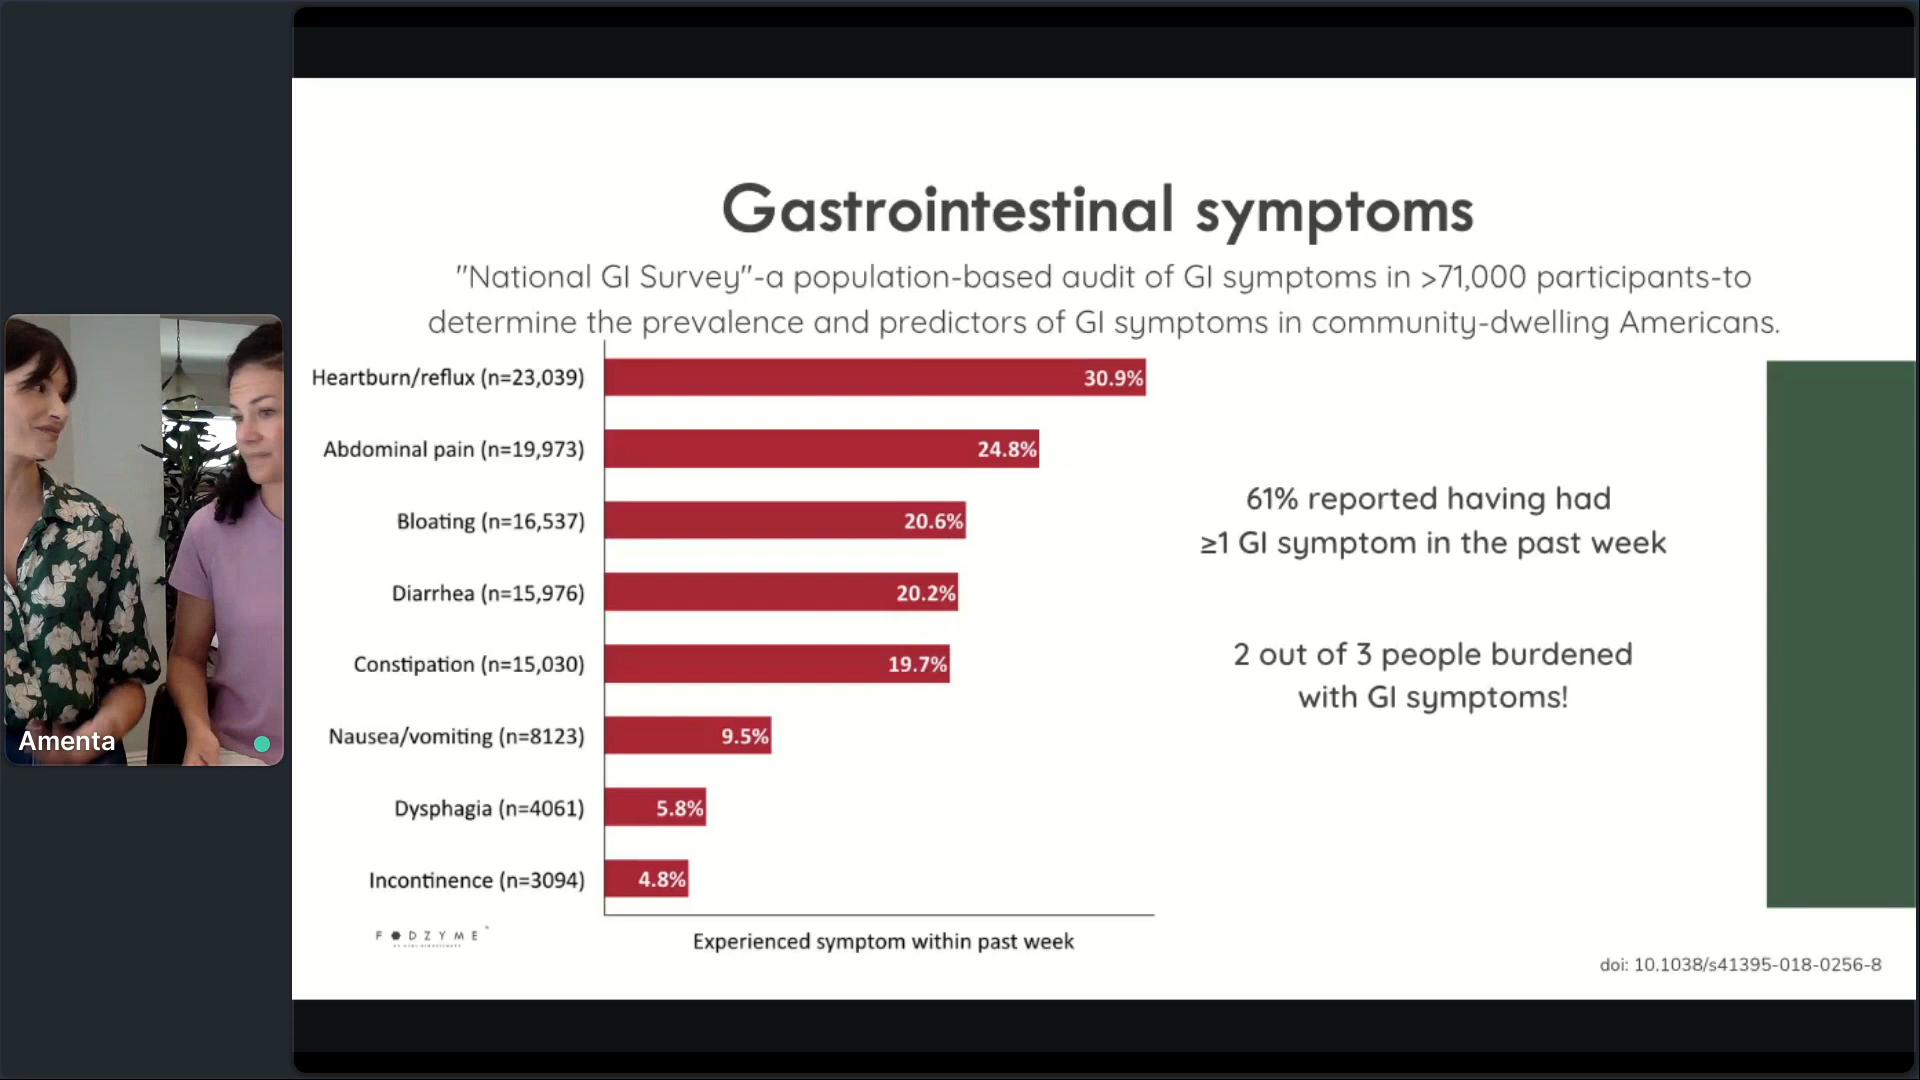 Gastrointestinal symptoms
"National GI Survey"-a population-based audit of GI symptoms in >71,000 participants-to
determine the prevalence and predictors of GI symptoms in community-dwelling Americans.
Heartburn/reflux (n=23,039) 30.9%
Abdominal pain (n=19,973) 24.8%
Bloating (n=16,537) 20.6%
Diarrhea (n=15,976) 20.2%
Constipation (n=15,030) 19.7%
Nausea/vomiting (n=8123) 9.5%
Dysphagia (n=4061) 5.8%
Incontinence (n=3094) 4.8%
Experienced symptom within past week
61% reported having had
≥1 GI symptom in the past week
2 out of 3 people burdened
with GI symptoms!
FODZYME
doi: 10.1038/s41395-018-0256-8
Amenta